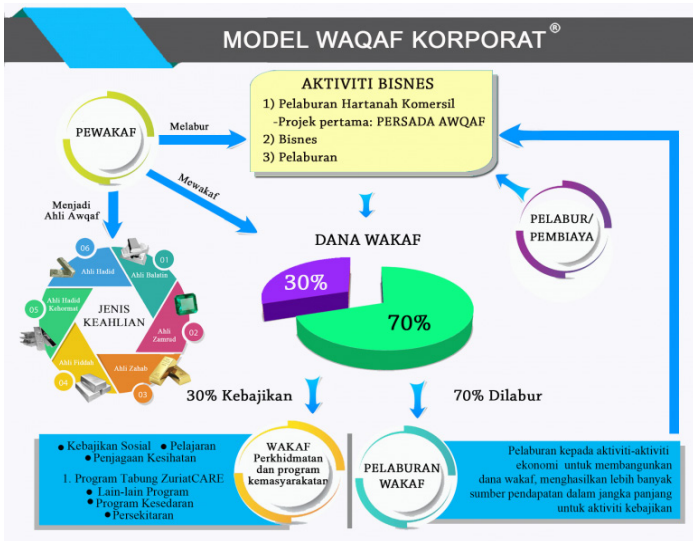 MODEL WAQAF KORPORAT®
AKTIVITI BISNES
1) Pelaburan Hartanah Komersil
-Projek pertama: PERSADA AWQAF
2) Bisnes
3) Pelaburan
PEWAKAF
Melabur
Mewakaf
Menjadi
Ahli Awqaf
PELABUR/
PEMBIAYA
DANA WAKAF
30%
70%
06
Ahli Hadid
01
Ahli Balatin
05
Ahli Hadid
Kehormat
JENIS
KEAHLIAN
Ahli
Zamrud
02
Ahli Fiddah
04
Ahli Zahab
03
30% Kebajikan
70% Dilabur
• Kebajikan Sosial • Pelajaran
• Penjagaan Kesihatan
1. Program Tabung ZuriatCARE
• Lain-lain Program
• Program Kesedaran
• Persekitaran
WAKAF
Perkhidmatan
dan program
kemasyarakatan
PELABURAN
WAKAF
Pelaburan kepada aktiviti-aktiviti
ekonomi untuk membangunkan
dana wakaf, menghasilkan lebih banyak
sumber pendapatan dalam jangka panjang
untuk aktiviti kebajikan